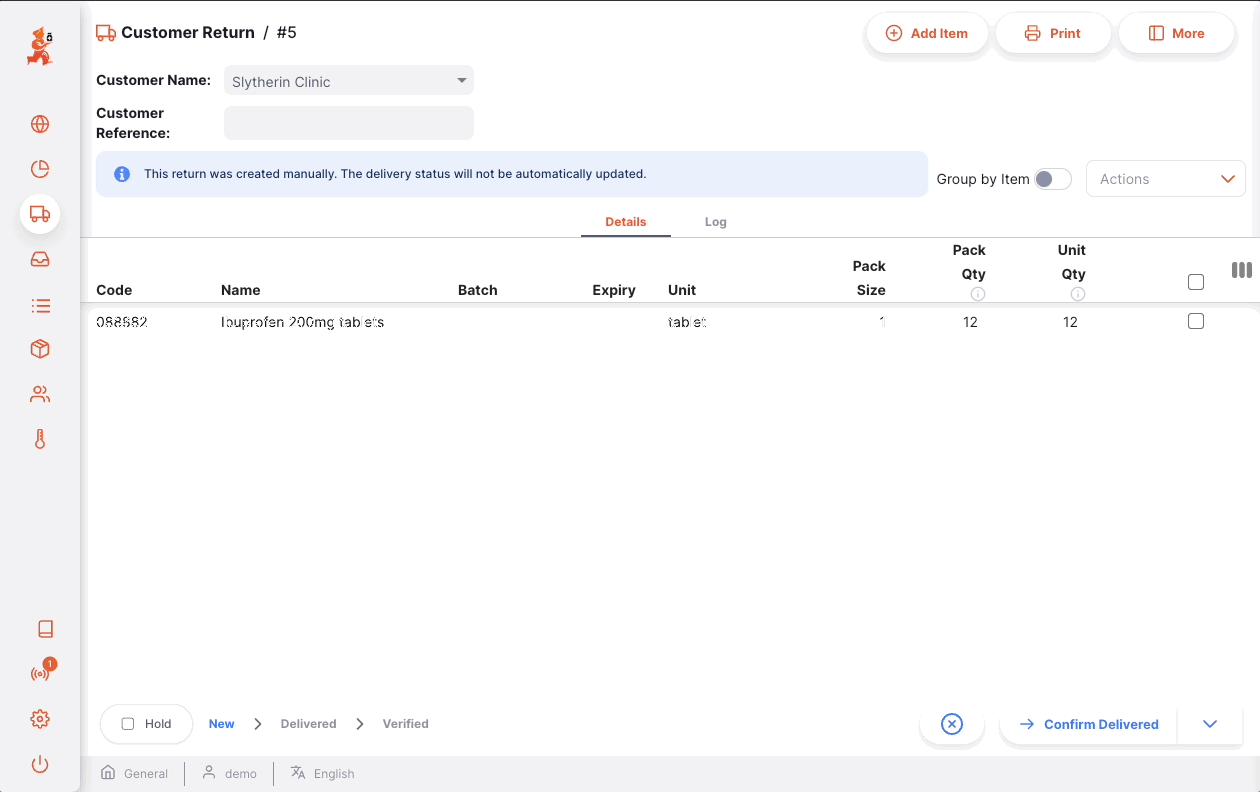 Customer Return / #5
Add Item
Print
More
Customer Name:
Slytherin Clinic
Customer
Reference:
This return was created manually. The delivery status will not be automatically updated.
Group by Item
Actions
Details
Log
Code
Name
Batch
Expiry
Unit
Pack
Size
Pack
Qty
Unit
Qty
Ibuprofen 200mg tablets
tablet
1
12
12
Hold
New
Delivered
Verified
Confirm Delivered
1
General
demo
English